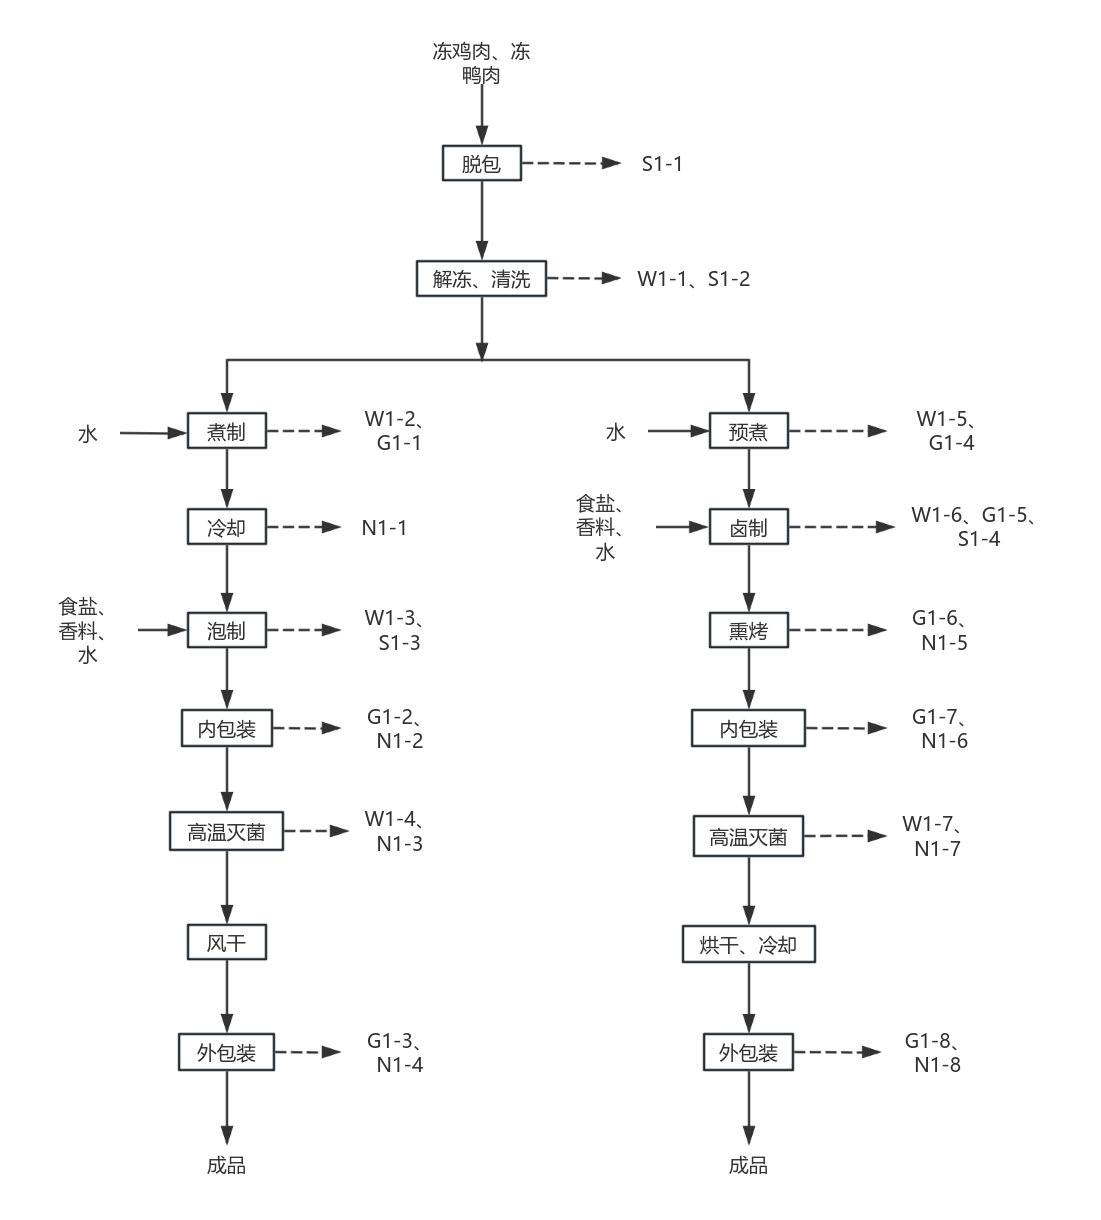 冻鸡肉、冻
鸭肉
脱包
S1-1
解冻、清洗
W1-1、S1-2
水
煮制
W1-2、
G1-1
冷却
N1-1
食盐、
香料、
水
泡制
W1-3、
S1-3
内包装
G1-2、
N1-2
高温灭菌
W1-4、
N1-3
风干
外包装
G1-3、
N1-4
成品
水
预煮
W1-5、
G1-4
食盐、
香料、
水
卤制
W1-6、G1-5、
S1-4
熏烤
G1-6、
N1-5
内包装
G1-7、
N1-6
高温灭菌
W1-7、
N1-7
烘干、冷却
外包装
G1-8、
N1-8
成品